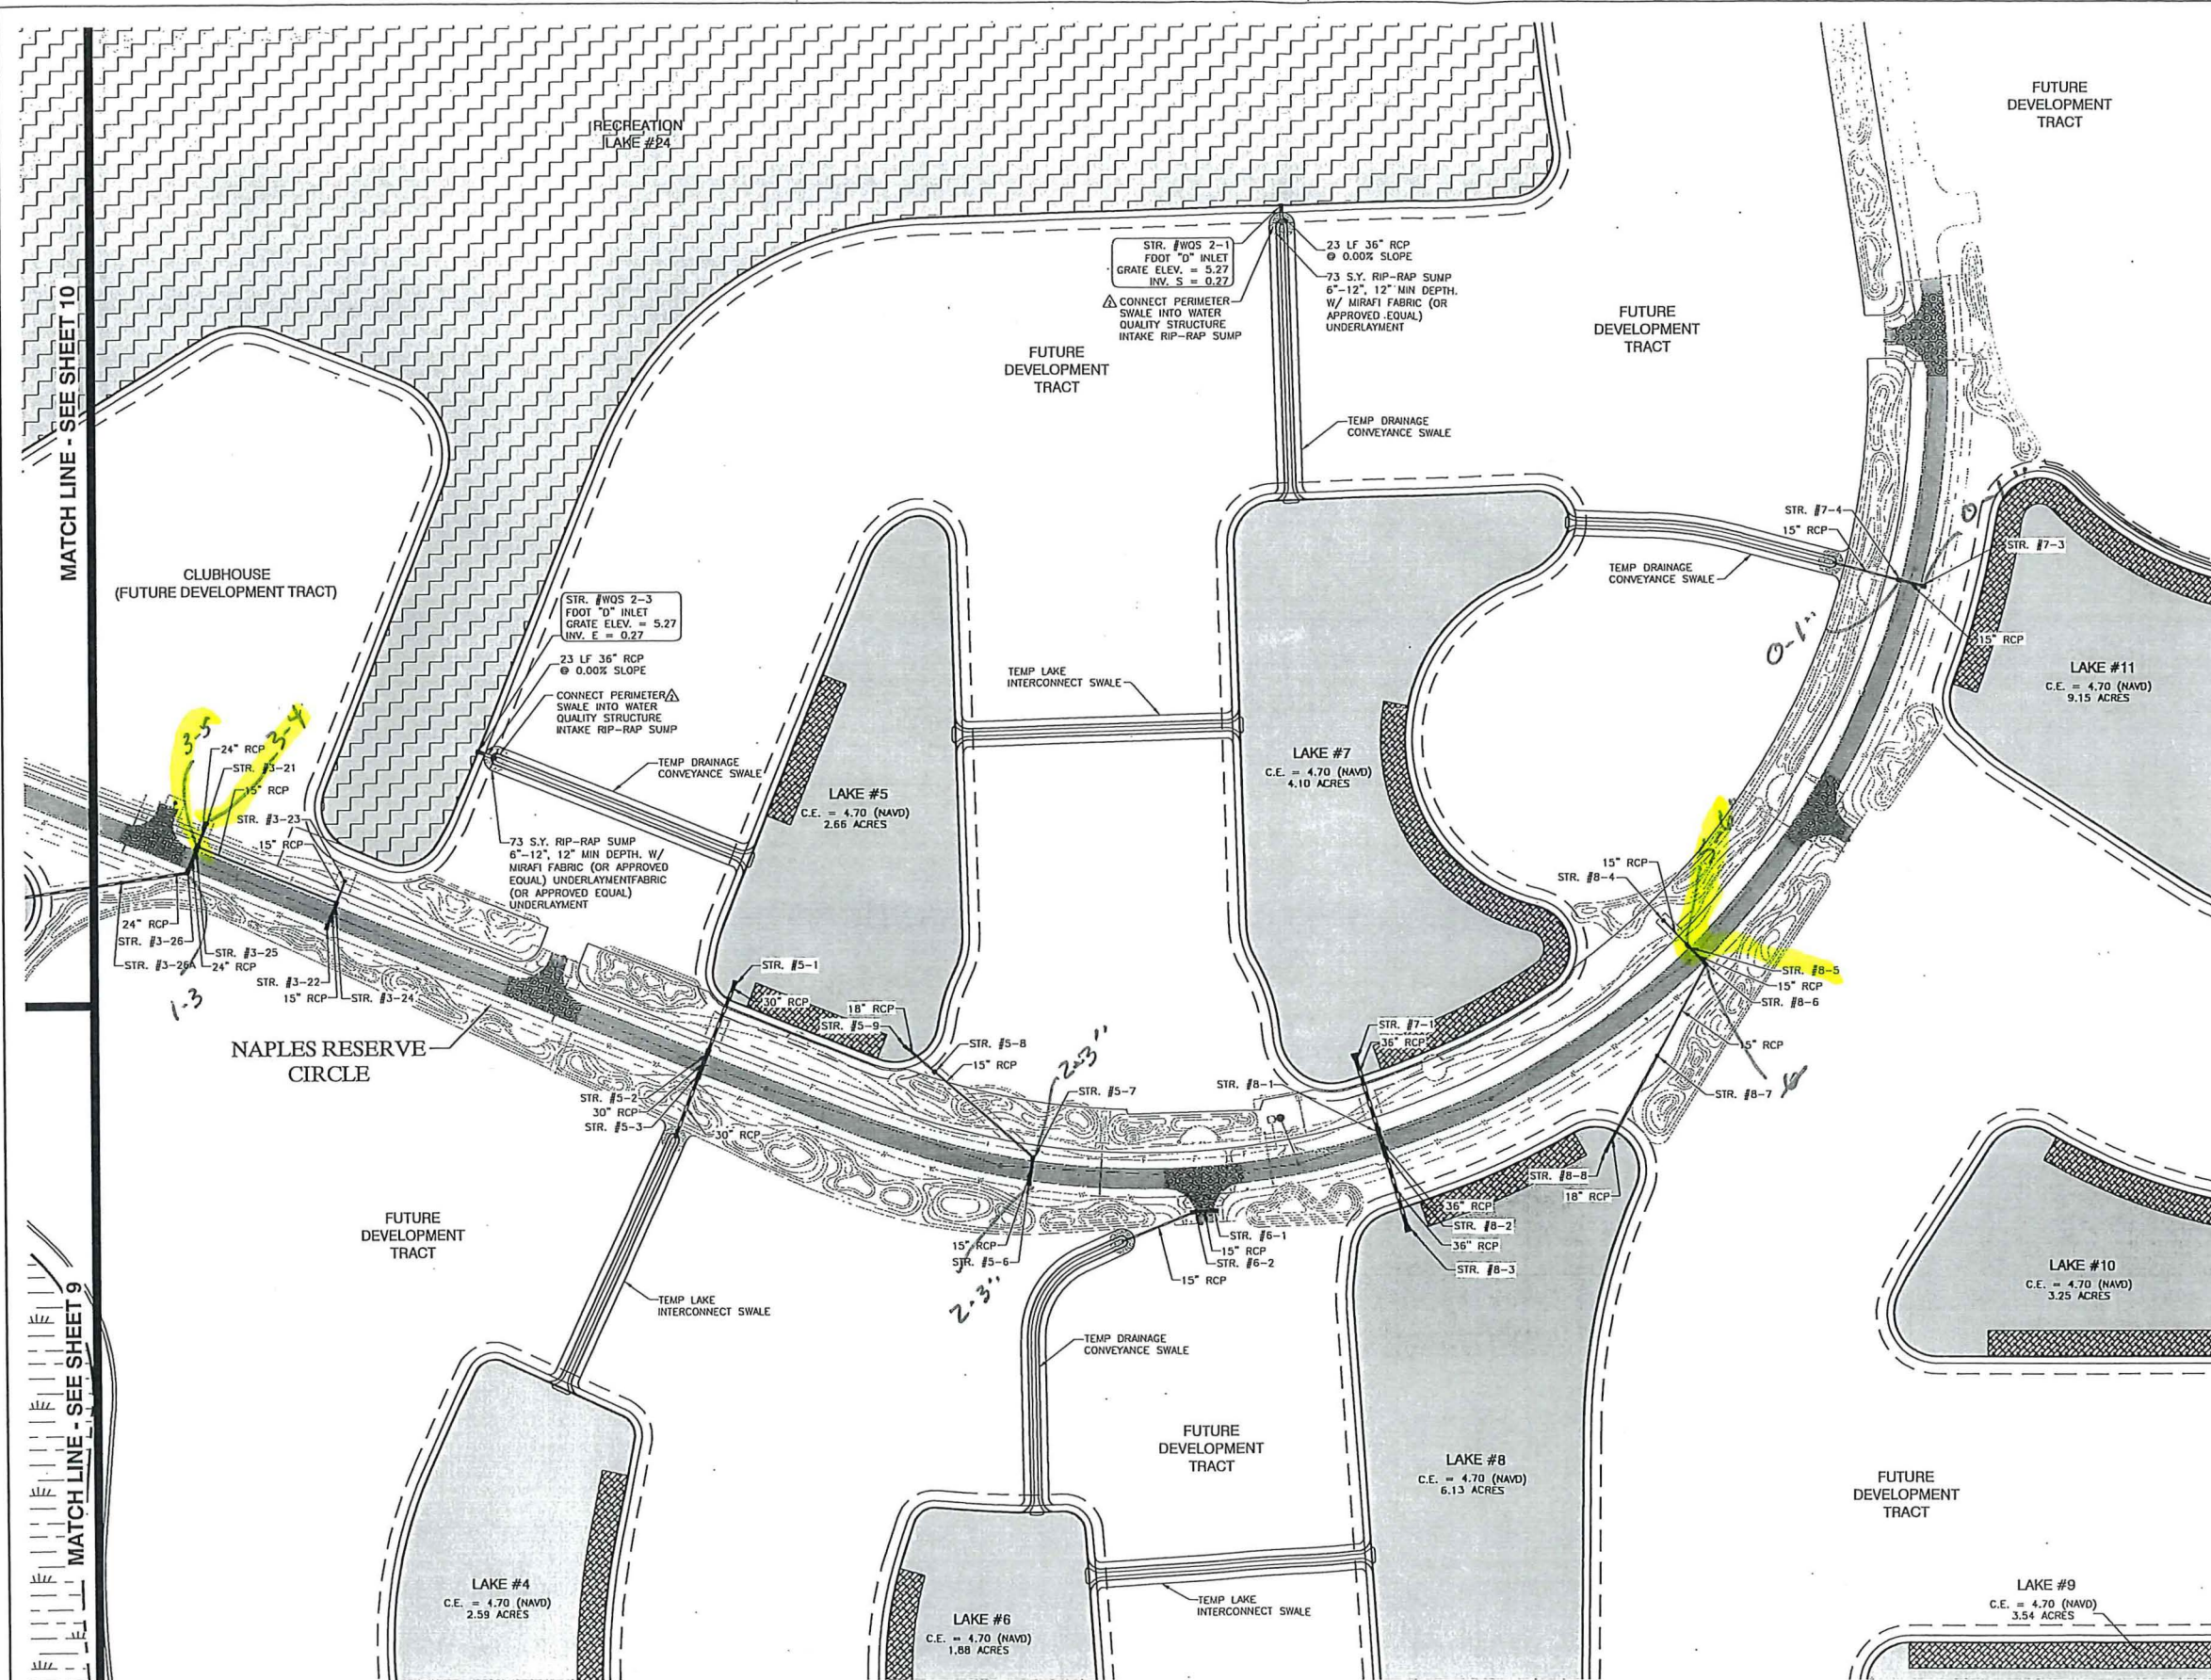 RECREATION
LAKE #24
FUTURE
DEVELOPMENT
TRACT
STR. #WQS 2-1
FDOT "D" INLET
GRATE ELEV. = 5.27
INV. S = 0.27
23 LF 36" RCP
@ 0.00% SLOPE
73 S.Y. RIP-RAP SUMP
6"-12", 12" MIN DEPTH.
W/ MIRAFI FABRIC (OR
APPROVED EQUAL)
UNDERLAYMENT
CONNECT PERIMETER
SWALE INTO WATER
QUALITY STRUCTURE
INTAKE RIP-RAP SUMP
MATCH LINE - SEE SHEET 10
FUTURE
DEVELOPMENT
TRACT
FUTURE
DEVELOPMENT
TRACT
TEMP DRAINAGE
CONVEYANCE SWALE
STR. #7-4
15" RCP
STR. #7-3
0-1"
TEMP DRAINAGE
CONVEYANCE SWALE
15" RCP
LAKE #11
C.E. = 4.70 (NAVD)
9.15 ACRES
CLUBHOUSE
(FUTURE DEVELOPMENT TRACT)
STR. #WQS 2-3
FDOT "D" INLET
GRATE ELEV. = 5.27
INV. E = 0.27
23 LF 36" RCP
@ 0.00% SLOPE
CONNECT PERIMETER
SWALE INTO WATER
QUALITY STRUCTURE
INTAKE RIP-RAP SUMP
TEMP LAKE
INTERCONNECT SWALE
3-5
3-4
24" RCP
STR. #3-21
15" RCP
STR. #3-23
15" RCP
TEMP DRAINAGE
CONVEYANCE SWALE
LAKE #5
C.E. = 4.70 (NAVD)
2.66 ACRES
LAKE #7
C.E. = 4.70 (NAVD)
4.10 ACRES
73 S.Y. RIP-RAP SUMP
6"-12", 12" MIN DEPTH. W/
MIRAFI FABRIC (OR APPROVED
EQUAL) UNDERLAYMENTFABRIC
(OR APPROVED EQUAL)
UNDERLAYMENT
15" RCP
STR. #8-4
24" RCP
STR. #3-26
STR. #3-26A
STR. #3-25
24" RCP
1-3
STR. #3-22
15" RCP
STR. #3-24
STR. #8-5
15" RCP
STR. #8-6
15" RCP
STR. #8-7
STR. #5-1
30" RCP
18" RCP
STR. #5-9
STR. #5-8
15" RCP
2-3"
STR. #5-7
STR. #7-1
36" RCP
STR. #8-1
NAPLES RESERVE
CIRCLE
STR. #5-2
30" RCP
STR. #5-3
30" RCP
STR. #8-8
18" RCP
36" RCP
STR. #8-2
36" RCP
STR. #8-3
15" RCP
STR. #5-6
2-3"
STR. #6-1
15" RCP
STR. #6-2
15" RCP
FUTURE
DEVELOPMENT
TRACT
TEMP LAKE
INTERCONNECT SWALE
TEMP DRAINAGE
CONVEYANCE SWALE
LAKE #10
C.E. = 4.70 (NAVD)
3.25 ACRES
MATCH LINE - SEE SHEET 9
FUTURE
DEVELOPMENT
TRACT
LAKE #8
C.E. = 4.70 (NAVD)
6.13 ACRES
FUTURE
DEVELOPMENT
TRACT
LAKE #4
C.E. = 4.70 (NAVD)
2.59 ACRES
LAKE #6
C.E. = 4.70 (NAVD)
1.88 ACRES
TEMP LAKE
INTERCONNECT SWALE
LAKE #9
C.E. = 4.70 (NAVD)
3.54 ACRES